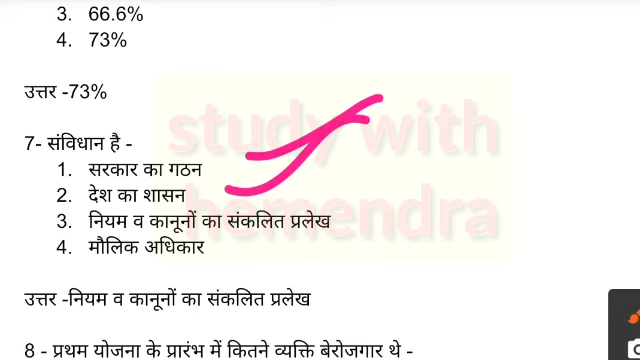 3. 66.6%
4. 73%
उत्तर -73%
study with
hemendra
7- संविधान है -
1. सरकार का गठन
2. देश का शासन
3. नियम व कानूनों का संकलित प्रलेख
4. मौलिक अधिकार
उत्तर -नियम व कानूनों का संकलित प्रलेख
8 - प्रथम योजना के प्रारंभ में कितने व्यक्ति बेरोजगार थे -